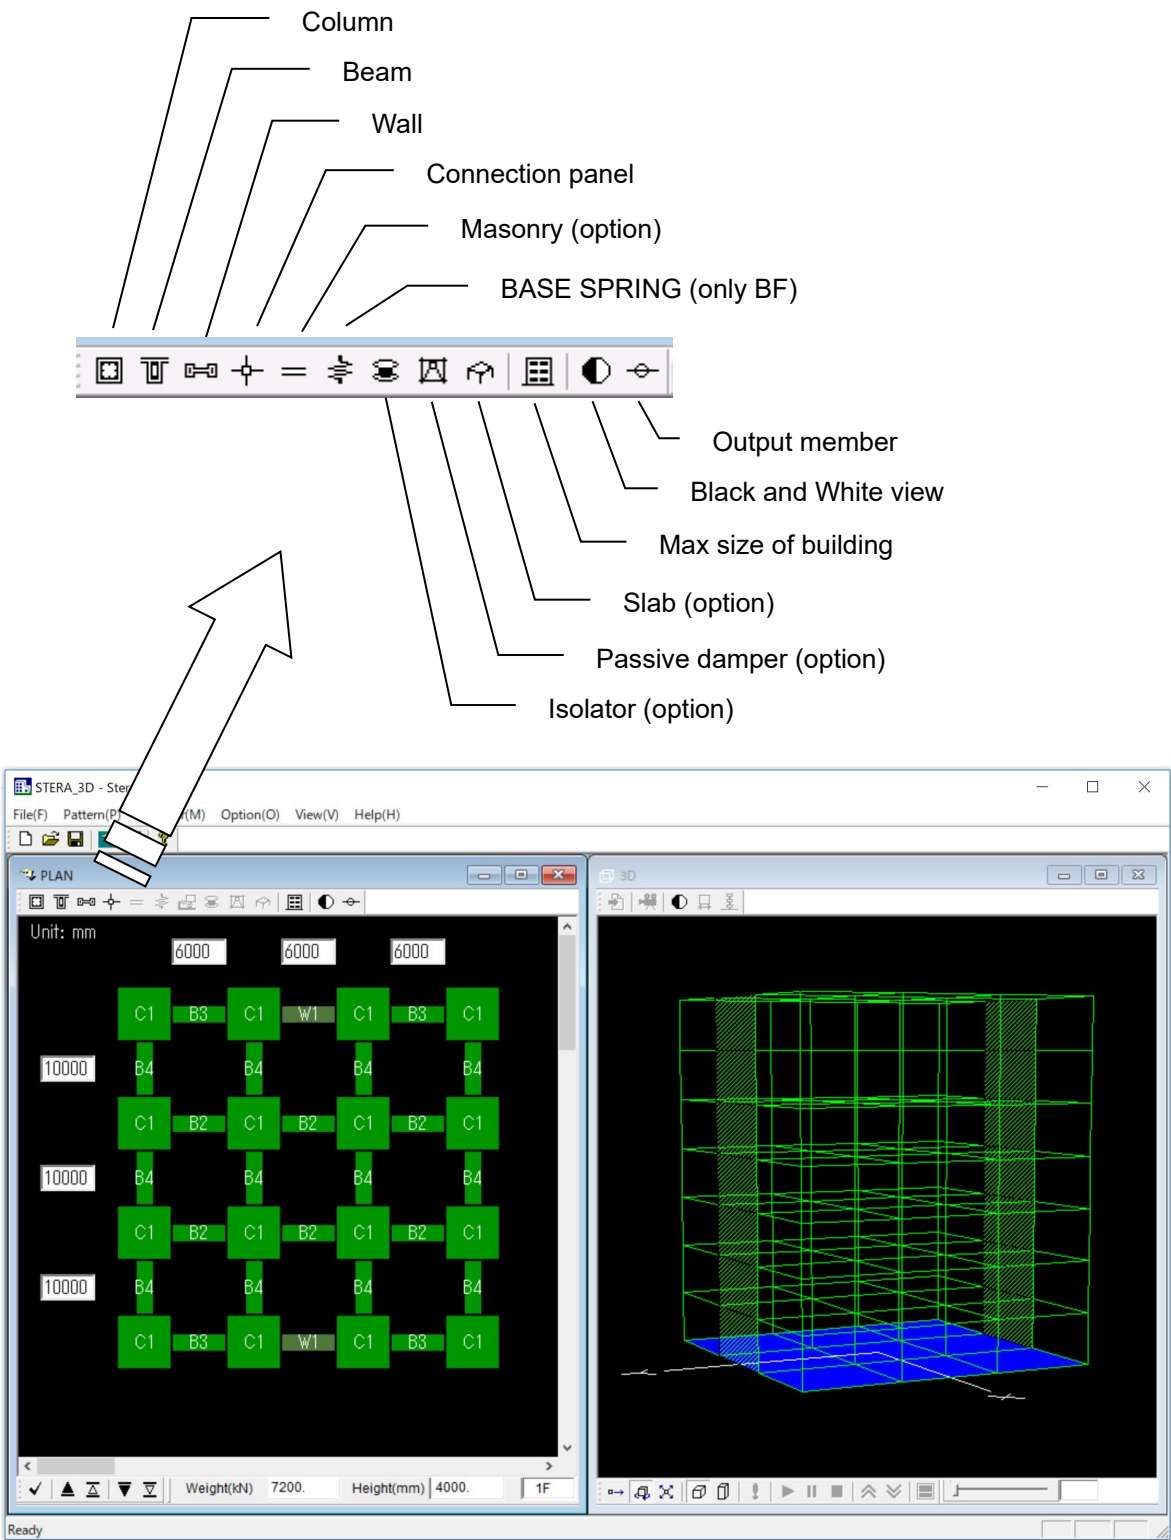 Column
Beam
Wall
Connection panel
Masonry (option)
BASE SPRING (only BF)
Output member
Black and White view
Max size of building
Slab (option)
Passive damper (option)
Isolator (option)
STERA_3D - Ster
File(F) Pattern(P) r(M) Option(O) View(V) Help(H)
PLAN
3D
Unit: mm
6000 6000 6000
C1 B3 C1 W1 C1 B3 C1
10000 B4 B4 B4 B4
C1 B2 C1 B2 C1 B2 C1
10000 B4 B4 B4 B4
C1 B2 C1 B2 C1 B2 C1
10000 B4 B4 B4 B4
C1 B3 C1 W1 C1 B3 C1
Weight(kN) 7200. Height(mm) 4000. 1F
Ready